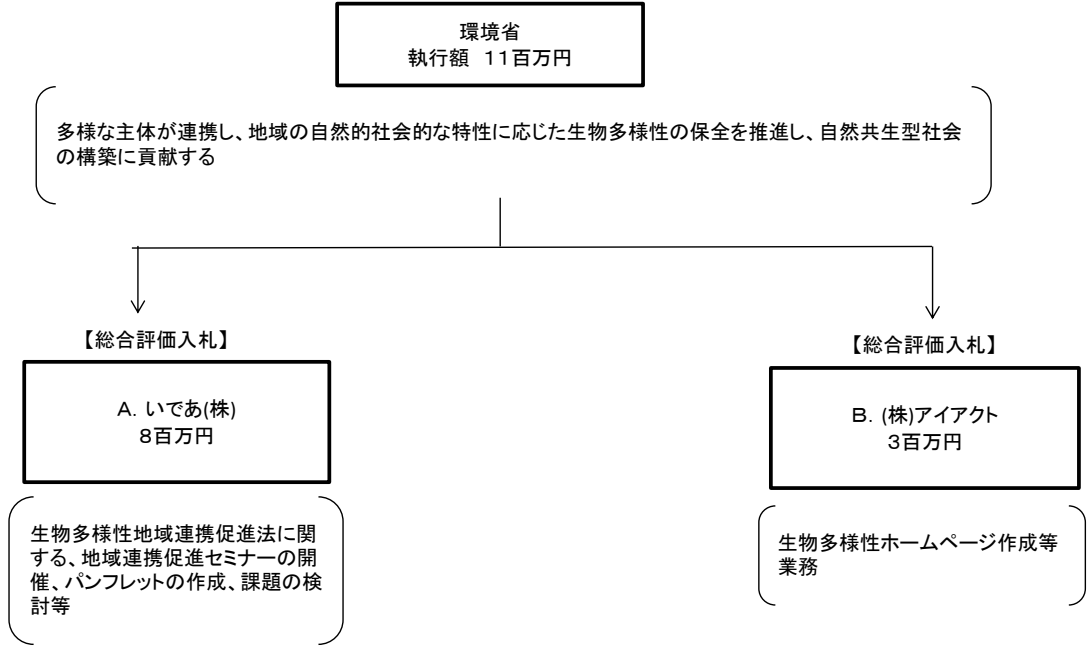 環境省
執行額 11百万円
多様な主体が連携し、地域の自然的社会的な特性に応じた生物多様性の保全を推進し、自然共生型社会
の構築に貢献する
【総合評価入札】
【総合評価入札】
A. いであ(株)
8百万円
B. (株)アイアクト
3百万円
生物多様性地域連携促進法に関
する、地域連携促進セミナーの開
催、パンフレットの作成、課題の検
討等
生物多様性ホームページ作成等
業務